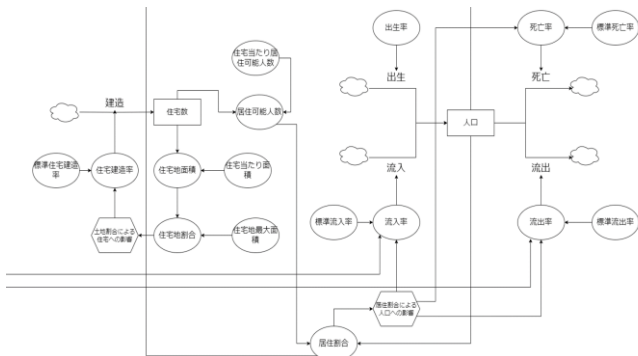 出生率
死亡率
標準死亡率
住宅当たり居
住可能人数
出生
死亡
建造
住宅数
居住可能人数
人口
標準住宅建造
率
住宅建造率
住宅地面積
住宅当たり面
積
流入
流出
土地割合による
住宅への影響
住宅地割合
住宅地最大面
積
標準流入率
流入率
流出率
標準流出率
居住割合による
人口への影響
居住割合